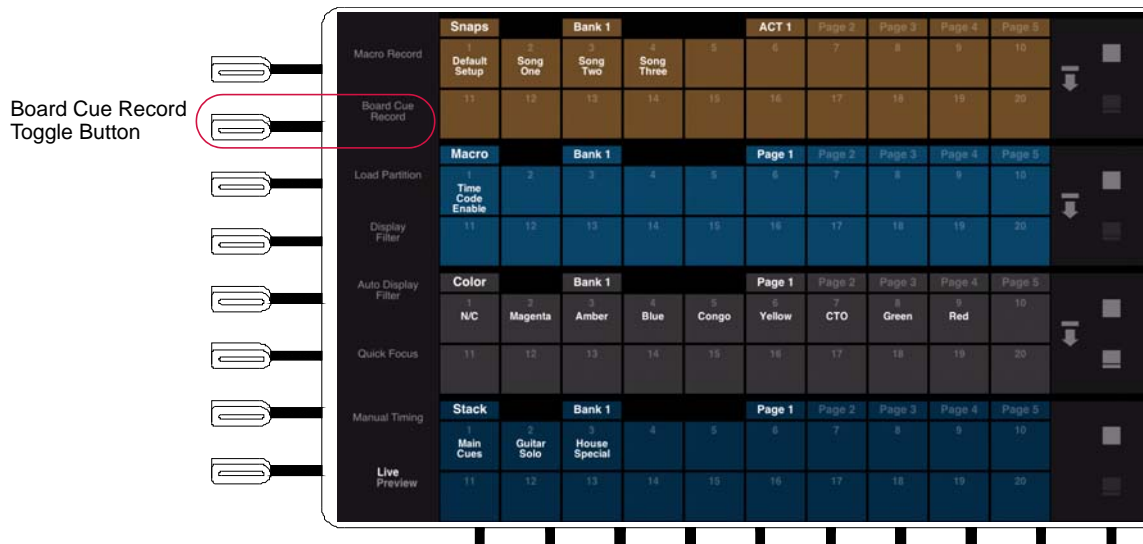 Board Cue Record
Toggle Button
Macro Record
Board Cue
Record
Load Partition
Display
Filter
Auto Display
Filter
Quick Focus
Manual Timing
Live
Preview
Snaps Bank 1 ACT 1 Page 2 Page 3 Page 4 Page 5
1 2 3 4 5 6 7 8 9 10
Default Setup Song One Song Two Song Three
11 12 13 14 15 16 17 18 19 20
Macro Bank 1 Page 1 Page 2 Page 3 Page 4 Page 5
1 2 3 4 5 6 7 8 9 10
Time Code Enable
11 12 13 14 15 16 17 18 19 20
Color Bank 1 Page 1 Page 2 Page 3 Page 4 Page 5
1 2 3 4 5 6 7 8 9 10
N/C Magenta Amber Blue Congo Yellow CTO Green Red
11 12 13 14 15 16 17 18 19 20
Stack Bank 1 Page 1 Page 2 Page 3 Page 4 Page 5
1 2 3 4 5 6 7 8 9 10
Main Cues Guitar Solo House Special
11 12 13 14 15 16 17 18 19 20